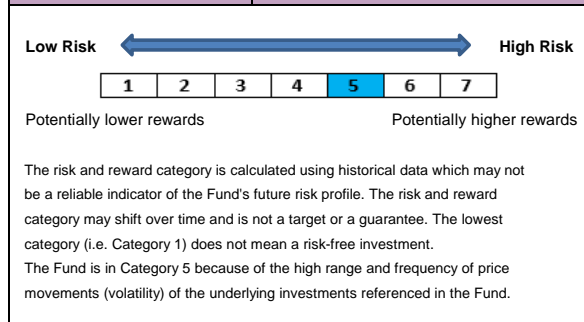 Low Risk High Risk
1 2 3 4 5 6 7
Potentially lower rewards Potentially higher rewards
The risk and reward category is calculated using historical data which may not
be a reliable indicator of the Fund's future risk profile. The risk and reward
category may shift over time and is not a target or a guarantee. The lowest
category (i.e. Category 1) does not mean a risk-free investment.
The Fund is in Category 5 because of the high range and frequency of price
movements (volatility) of the underlying investments referenced in the Fund.